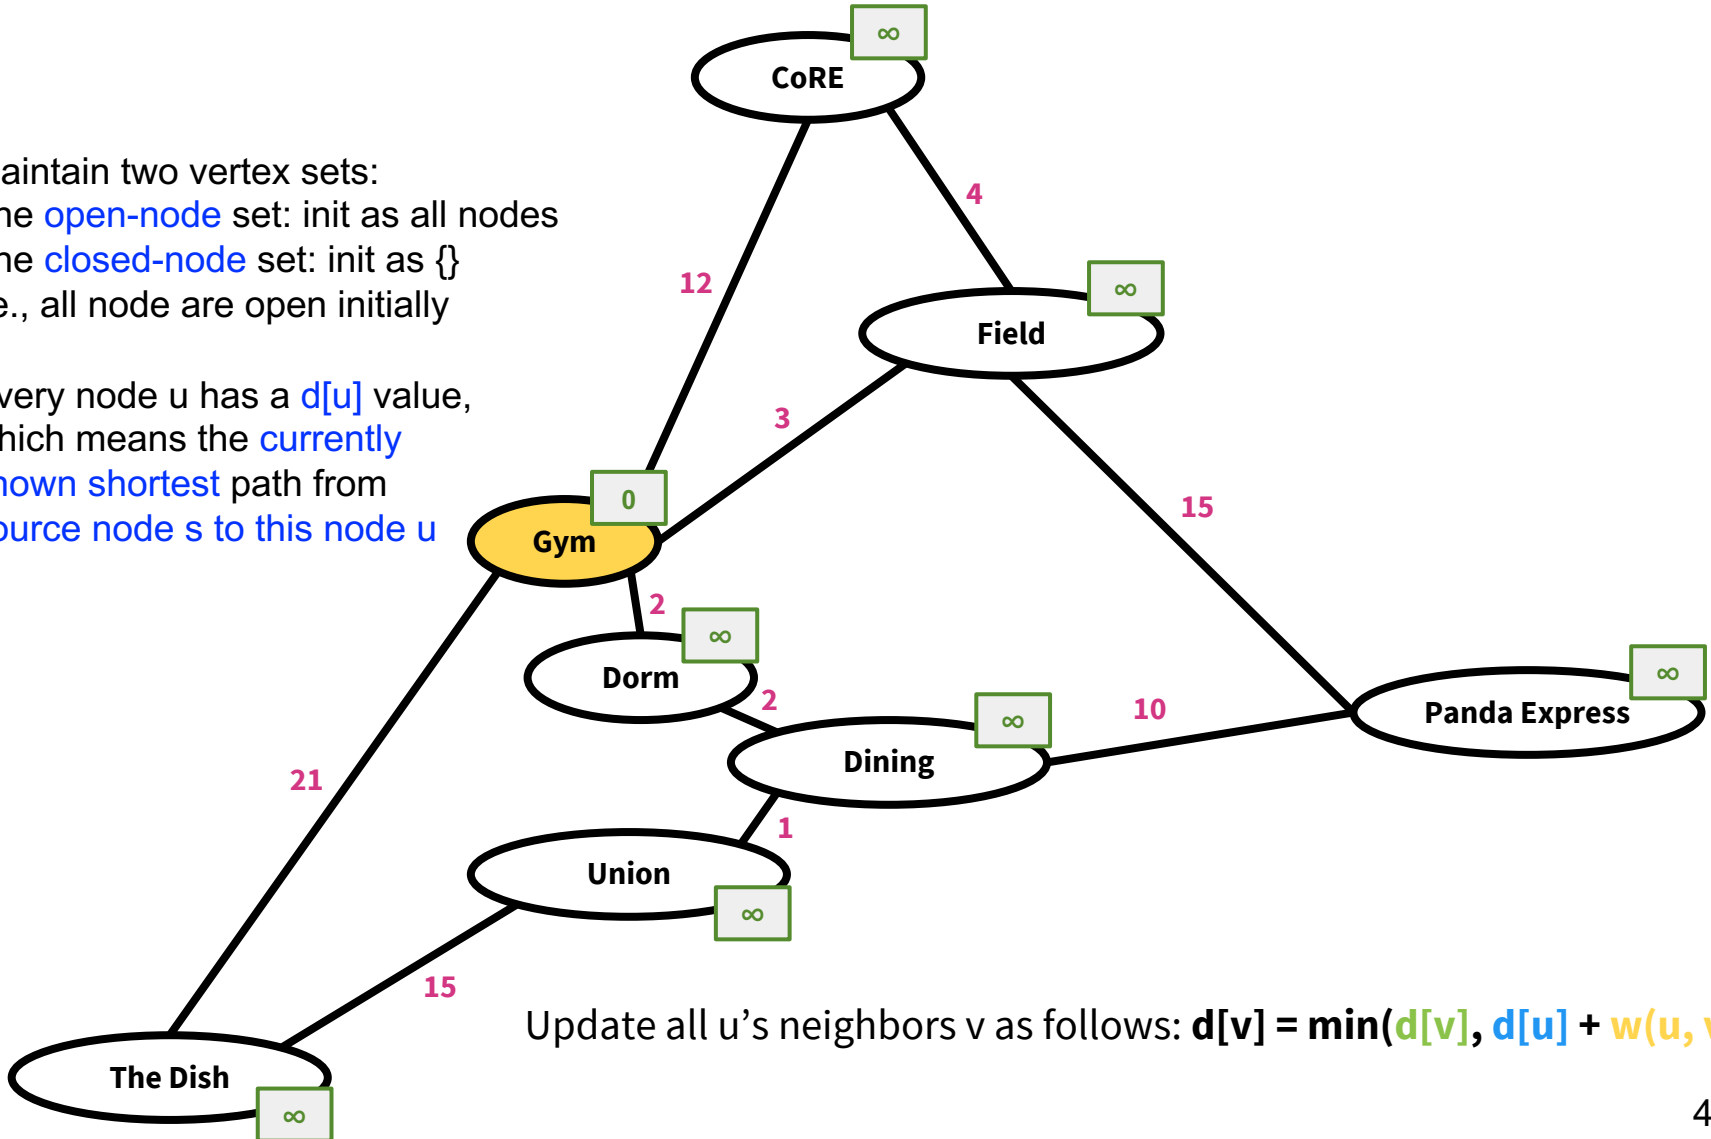 ∞
CoRE
aintain two vertex sets:
ne open-node set: init as all nodes
ne closed-node set: init as {}
e., all node are open initially
4
12
∞
Field
very node u has a d[u] value,
hich means the currently
nown shortest path from
ource node s to this node u
3
0
Gym
15
2
∞
Dorm
2
∞
Dining
10
∞
Panda Express
21
1
Union
∞
15
Update all u’s neighbors v as follows: d[v] = min(d[v], d[u] + w(u, v
The Dish
∞
4